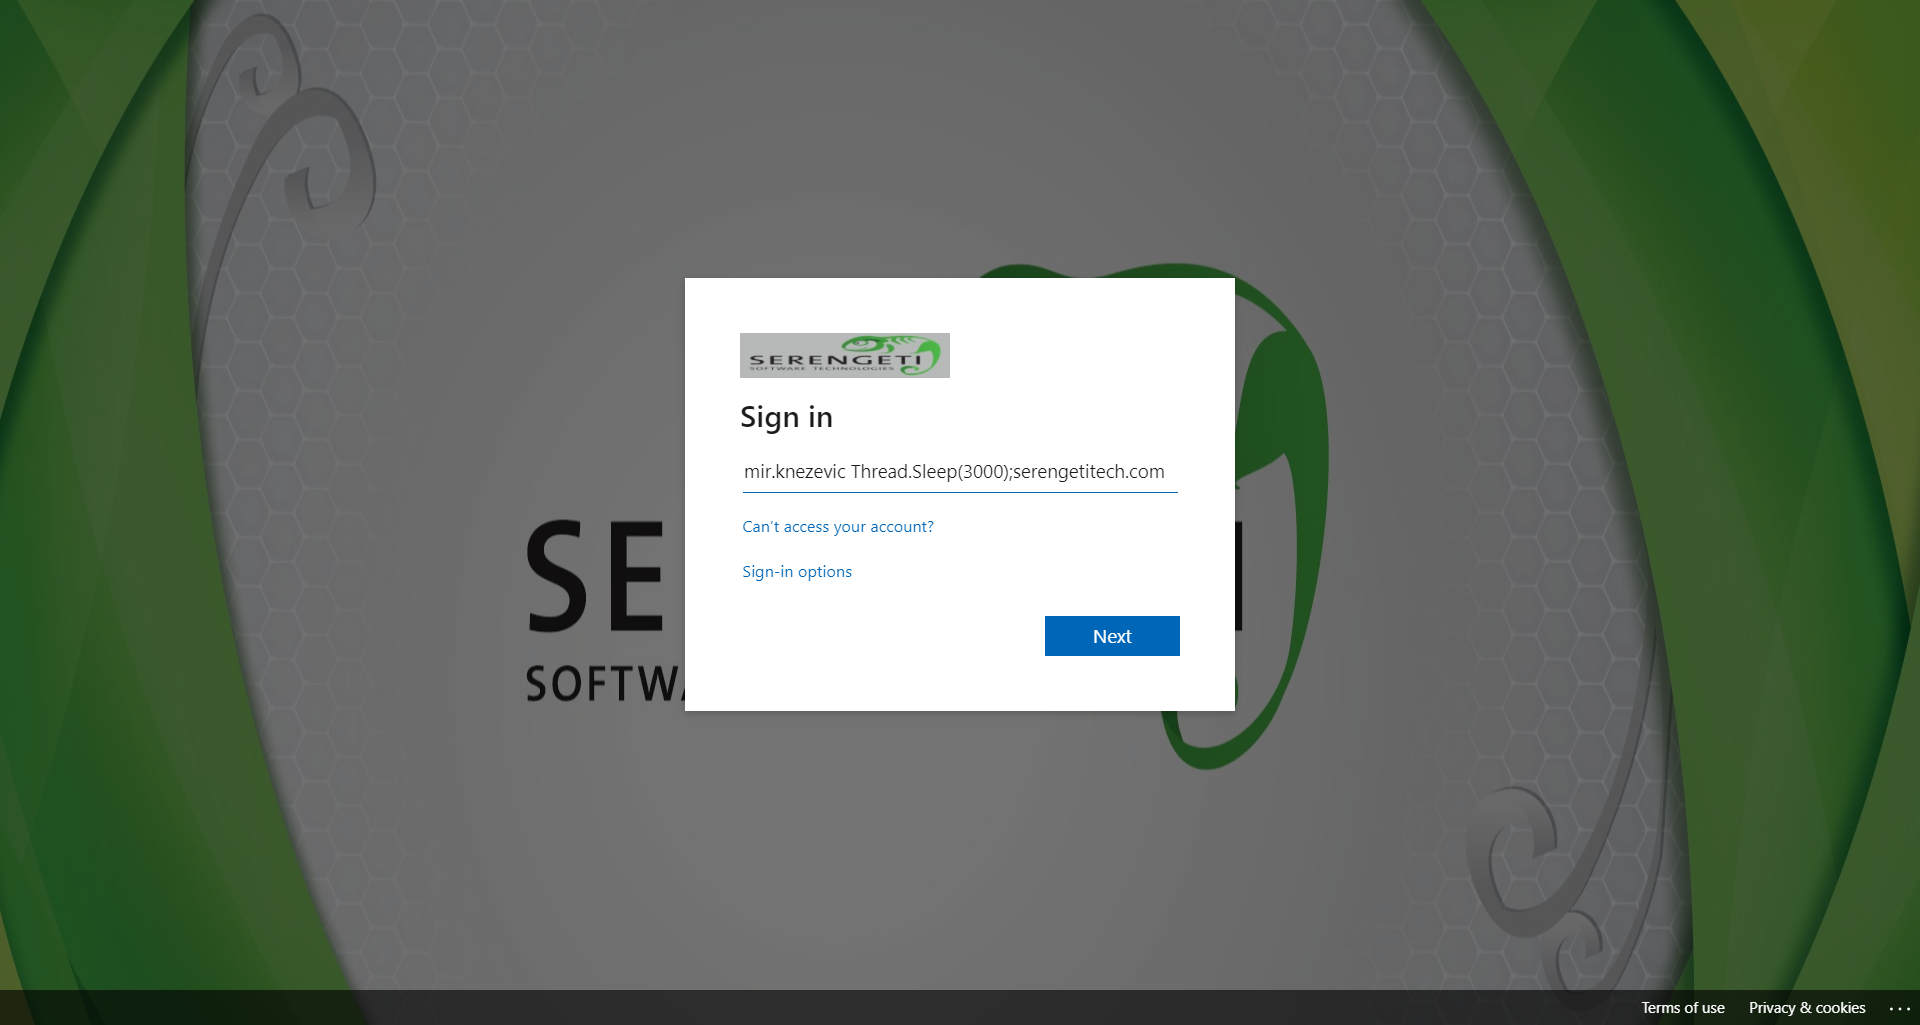 SERENGETI
SOFTWARE TECHNOLOGIES
Sign in
mir.knezevic Thread.Sleep(3000);serengetitech.com
Can't access your account?
Sign-in options
Next
SE
I
SOFTW
Terms of use Privacy & cookies ...